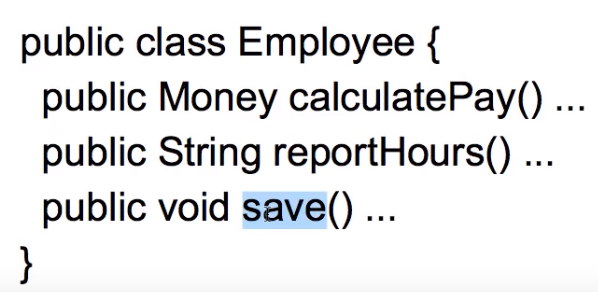 public class Employee {
public Money calculatePay() ...
public String reportHours() ...
public void save() ...
}